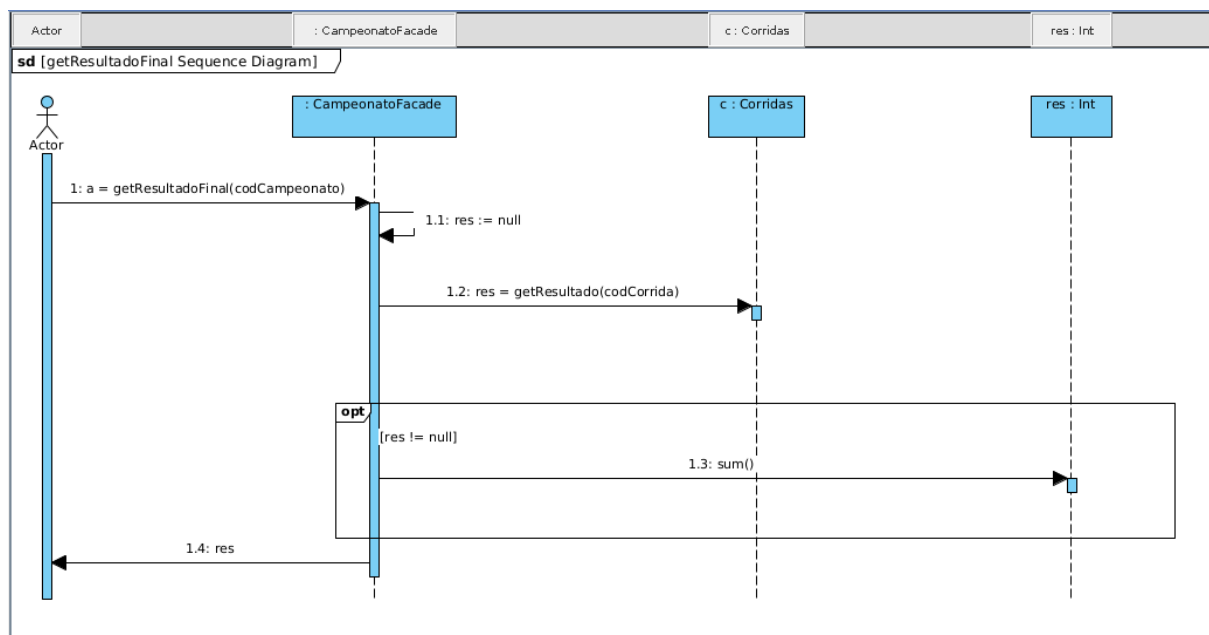 Actor
: CampeonatoFacade
c : Corridas
res : Int
sd [getResultadoFinal Sequence Diagram]
: CampeonatoFacade
c : Corridas
res : Int
Actor
1: a = getResultadoFinal(codCampeonato)
1.1: res := null
1.2: res = getResultado(codCorrida)
opt
[res != null]
1.3: sum()
1.4: res